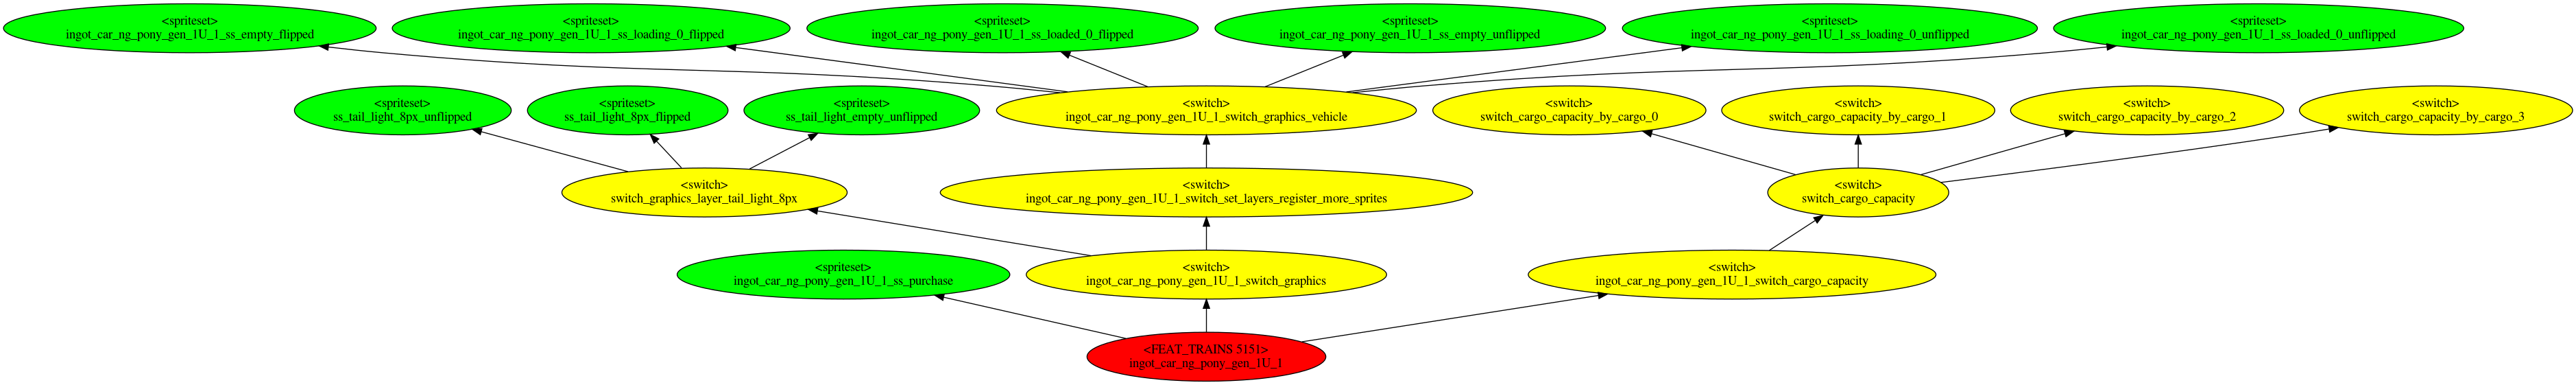 <spriteset>
ingot_car_ng_pony_gen_1U_1_ss_empty_flipped
<spriteset>
ingot_car_ng_pony_gen_1U_1_ss_loading_0_flipped
<spriteset>
ingot_car_ng_pony_gen_1U_1_ss_loaded_0_flipped
<spriteset>
ingot_car_ng_pony_gen_1U_1_ss_empty_unflipped
<spriteset>
ingot_car_ng_pony_gen_1U_1_ss_loading_0_unflipped
<spriteset>
ingot_car_ng_pony_gen_1U_1_ss_loaded_0_unflipped
<spriteset>
ss_tail_light_8px_unflipped
<spriteset>
ss_tail_light_8px_flipped
<spriteset>
ss_tail_light_empty_unflipped
<switch>
ingot_car_ng_pony_gen_1U_1_switch_graphics_vehicle
<switch>
switch_cargo_capacity_by_cargo_0
<switch>
switch_cargo_capacity_by_cargo_1
<switch>
switch_cargo_capacity_by_cargo_2
<switch>
switch_cargo_capacity_by_cargo_3
<switch>
switch_graphics_layer_tail_light_8px
<switch>
ingot_car_ng_pony_gen_1U_1_switch_set_layers_register_more_sprites
<switch>
switch_cargo_capacity
<spriteset>
ingot_car_ng_pony_gen_1U_1_ss_purchase
<switch>
ingot_car_ng_pony_gen_1U_1_switch_graphics
<switch>
ingot_car_ng_pony_gen_1U_1_switch_cargo_capacity
<FEAT_TRAINS 5151>
ingot_car_ng_pony_gen_1U_1